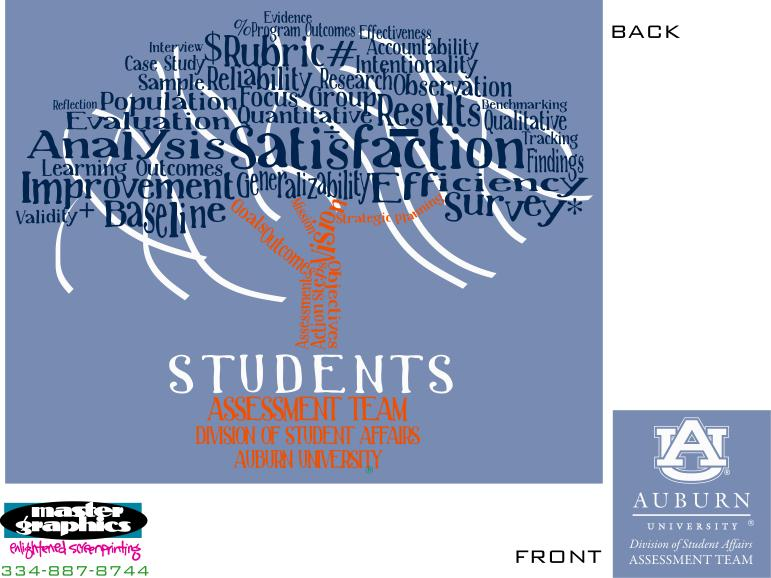 BACK
Evidence
%Program Outcomes Effectiveness
Interview $Rubric# Accountability
Case Study Intentionality
Sample Reliability Research Observation
Reflection Population Focus Group Results Benchmarking
Evaluation Quantitative Qualitative
Analysis Satisfaction Tracking
Learning Outcomes Findings
Improvement Generalizability Efficiency
Validity+ Baseline Survey*
Goals Mission Vision Strategic Planning
Outcomes
Assessment Action Objectives
STUDENTS
ASSESSMENT TEAM
DIVISION OF STUDENT AFFAIRS
AUBURN UNIVERSITY
®
master
graphics
enlightened screenprinting
334-887-8744
FRONT
AU
®
AUBURN
UNIVERSITY ®
Division of Student Affairs
ASSESSMENT TEAM